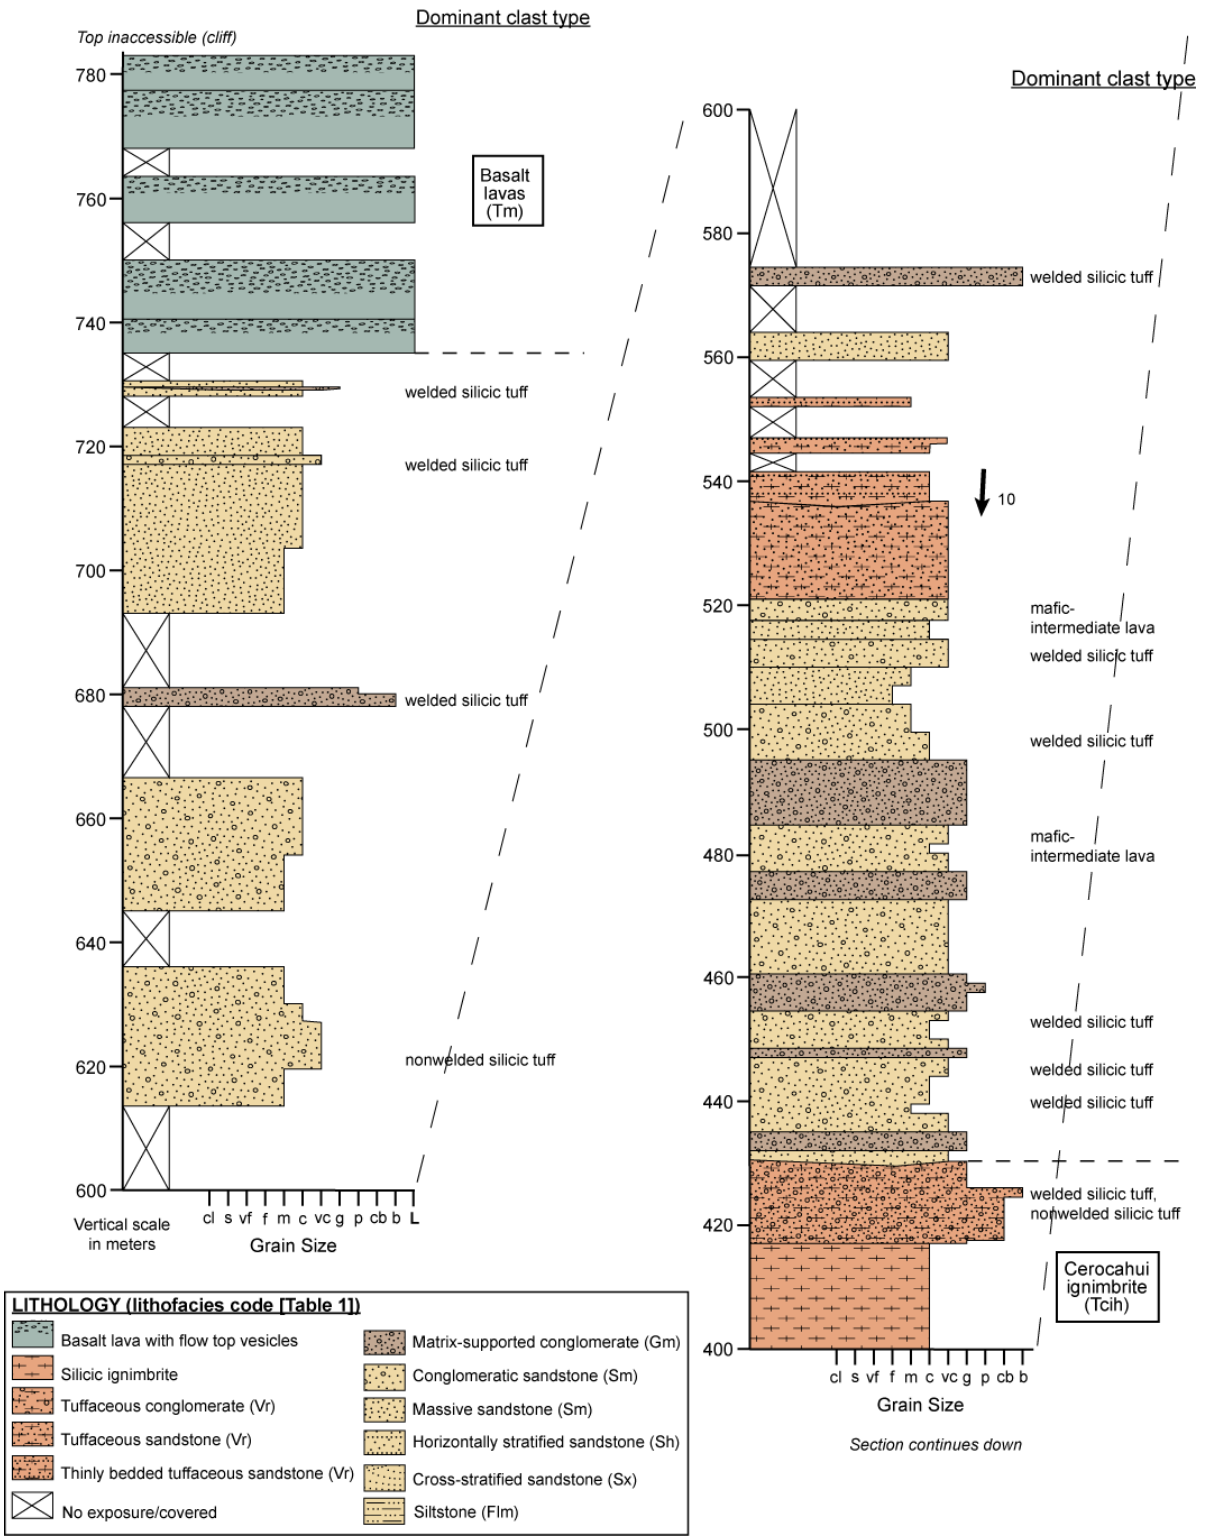 Dominant clast type
Top inaccessible (cliff)
780
760
740
720
700
680
660
640
620
600
Basalt
lavas
(Tm)
welded silicic tuff
welded silicic tuff
welded silicic tuff
nonwelded silicic tuff
cl s vf f m c vc g p cb b L
Vertical scale
in meters
Grain Size
Dominant clast type
600
580
560
540
520
500
480
460
440
420
400
welded silicic tuff
10
mafic-
intermediate lava
welded silicic tuff
welded silicic tuff
mafic-
intermediate lava
welded silicic tuff
welded silicic tuff
welded silicic tuff
welded silicic tuff,
nonwelded silicic tuff
Cerocahui
ignimbrite
(Tcih)
cl s vf f m c vc g p cb b
Grain Size
Section continues down
LITHOLOGY (lithofacies code [Table 1])
Basalt lava with flow top vesicles
Silicic ignimbrite
Tuffaceous conglomerate (Vr)
Tuffaceous sandstone (Vr)
Thinly bedded tuffaceous sandstone (Vr)
No exposure/covered
Matrix-supported conglomerate (Gm)
Conglomeratic sandstone (Sm)
Massive sandstone (Sm)
Horizontally stratified sandstone (Sh)
Cross-stratified sandstone (Sx)
Siltstone (Flm)